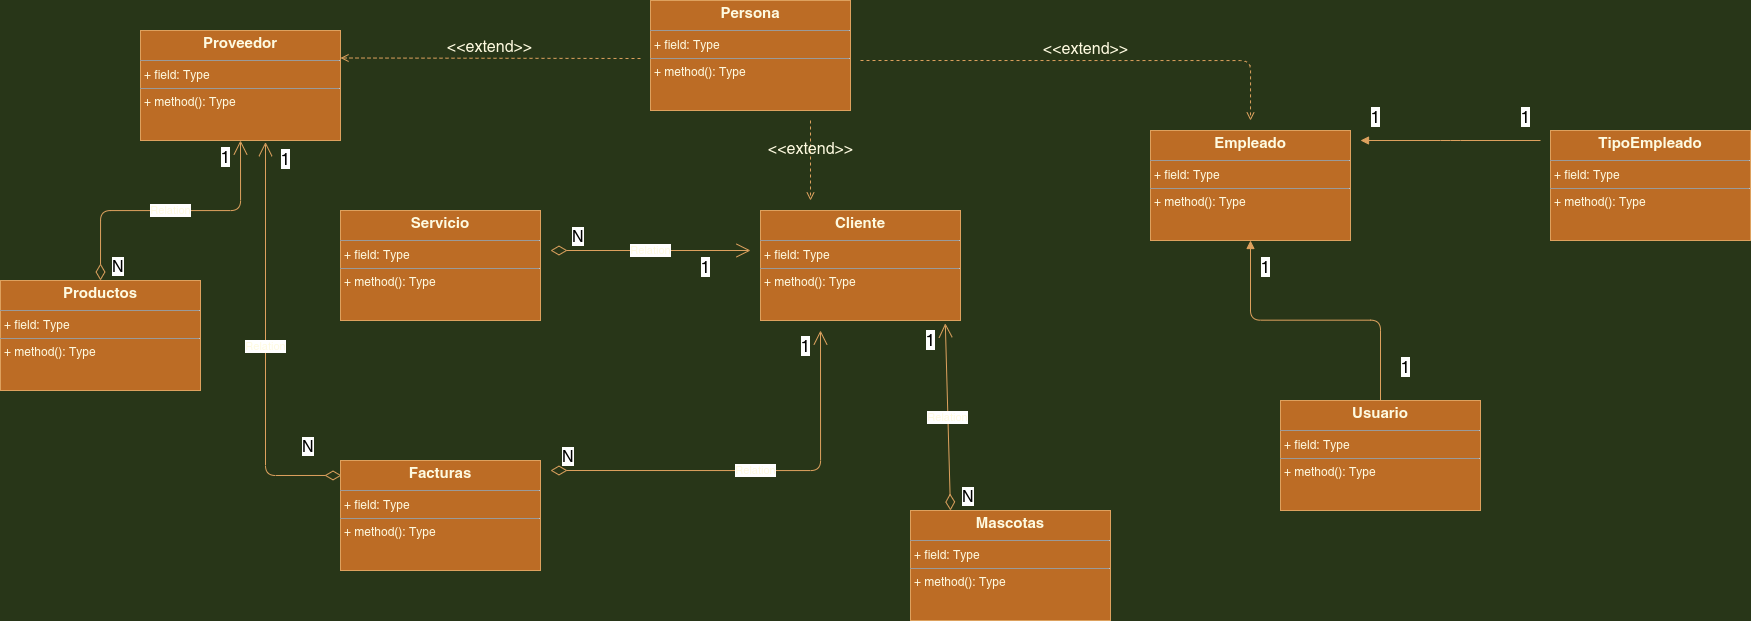 Persona
+ field: Type
+ method(): Type
Proveedor
+ field: Type
+ method(): Type
<<extend>>
<<extend>>
<<extend>>
1
1
Empleado
+ field: Type
+ method(): Type
TipoEmpleado
+ field: Type
+ method(): Type
1
1
N
Servicio
+ field: Type
+ method(): Type
N
1
Cliente
+ field: Type
+ method(): Type
1
Productos
+ field: Type
+ method(): Type
1
1
1
N
Facturas
+ field: Type
+ method(): Type
N
N
Mascotas
+ field: Type
+ method(): Type
Usuario
+ field: Type
+ method(): Type